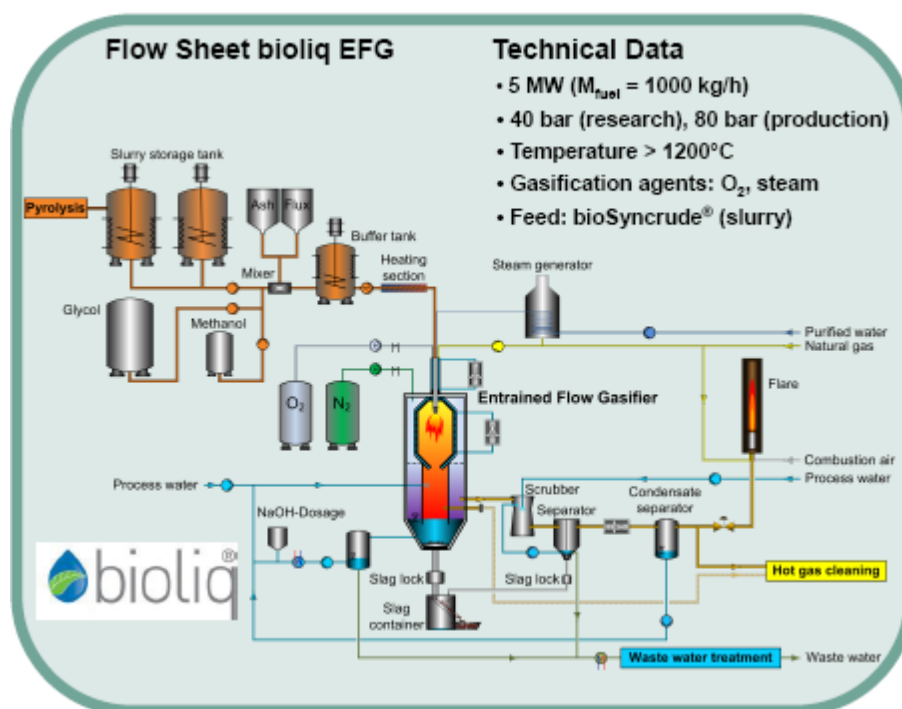 Flow Sheet bioliq EFG
Technical Data
• 5 MW (M_fuel = 1000 kg/h)
• 40 bar (research), 80 bar (production)
• Temperature > 1200°C
• Gasification agents: O₂, steam
• Feed: bioSyncrude® (slurry)
Slurry storage tank
Pyrolysis
Ash
Flux
Buffer tank
Mixer
Heating
section
Steam generator
Glycol
Methanol
Purified water
Natural gas
O₂
N₂
Entrained Flow Gasifier
Flare
Combustion air
Process water
Process water
Scrubber
Separator
Condensate
separator
NaOH-Dosage
bioliq®
Slag lock
Slag lock
Hot gas cleaning
Slag
container
Waste water treatment
Waste water